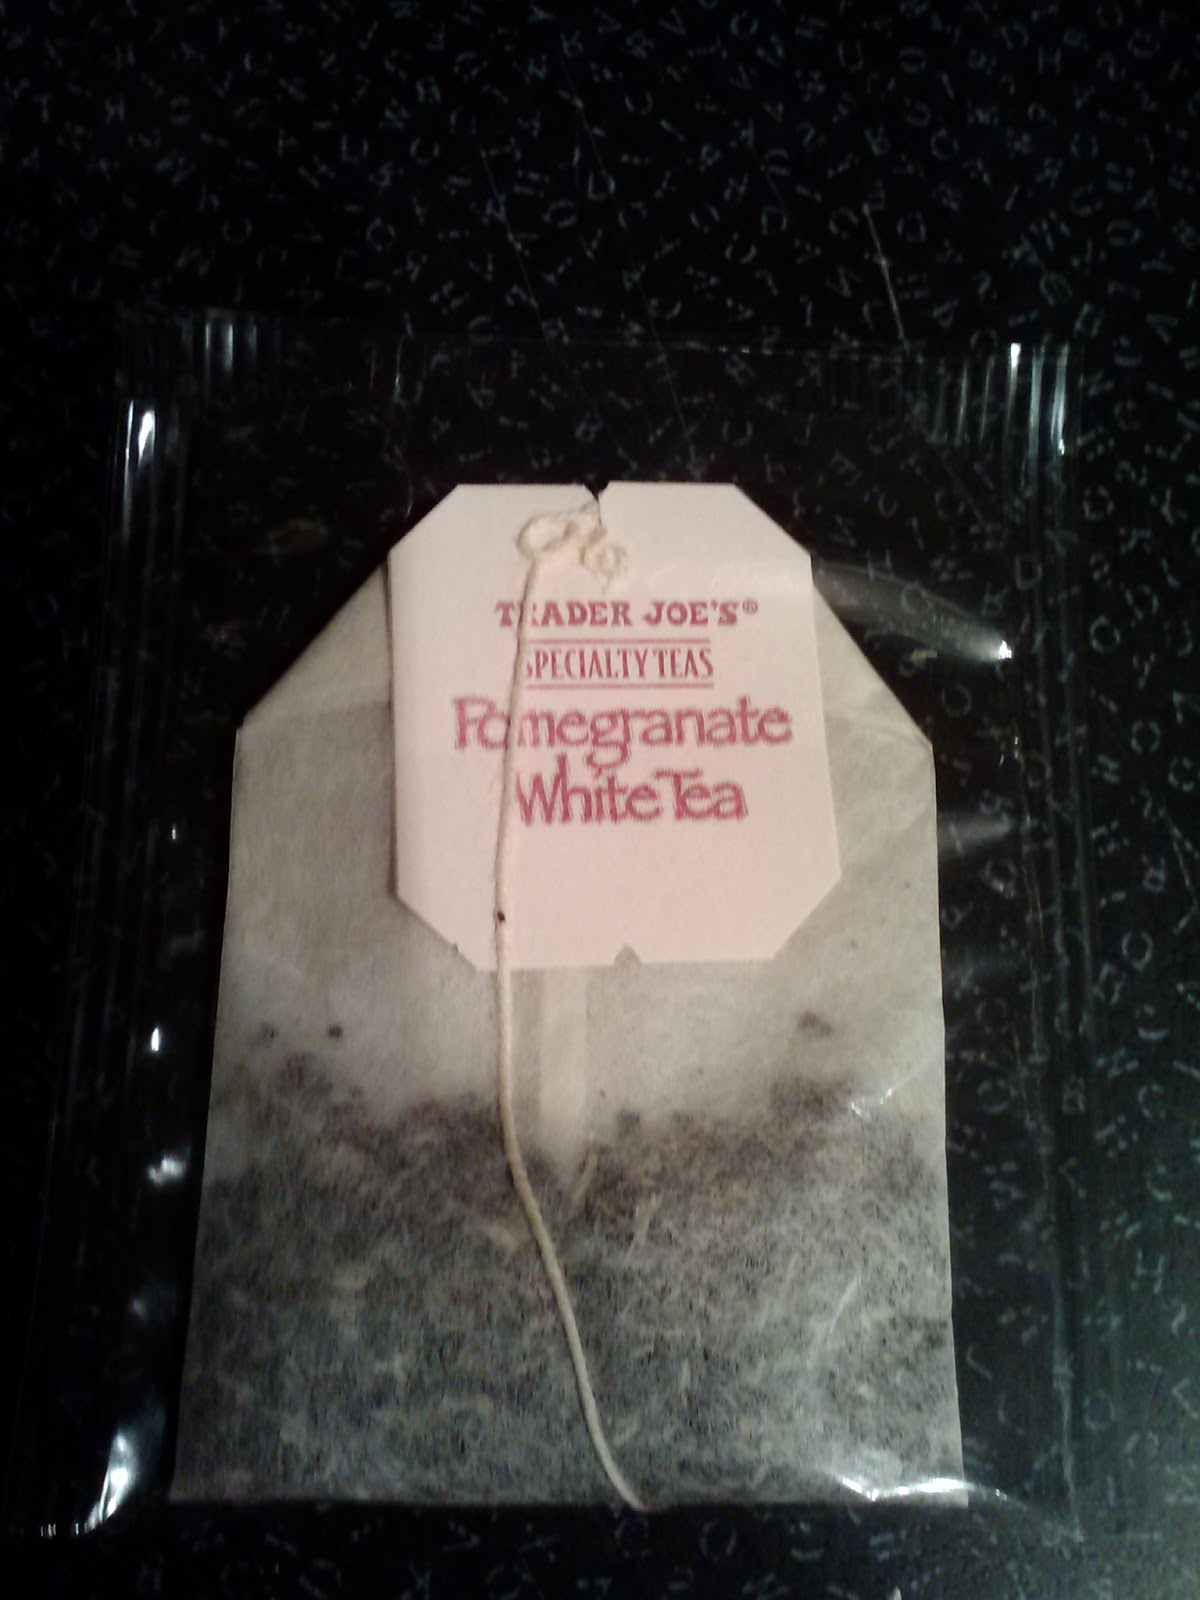 TRADER JOE'S®
SPECIALTY TEAS
Pomegranate
White Tea